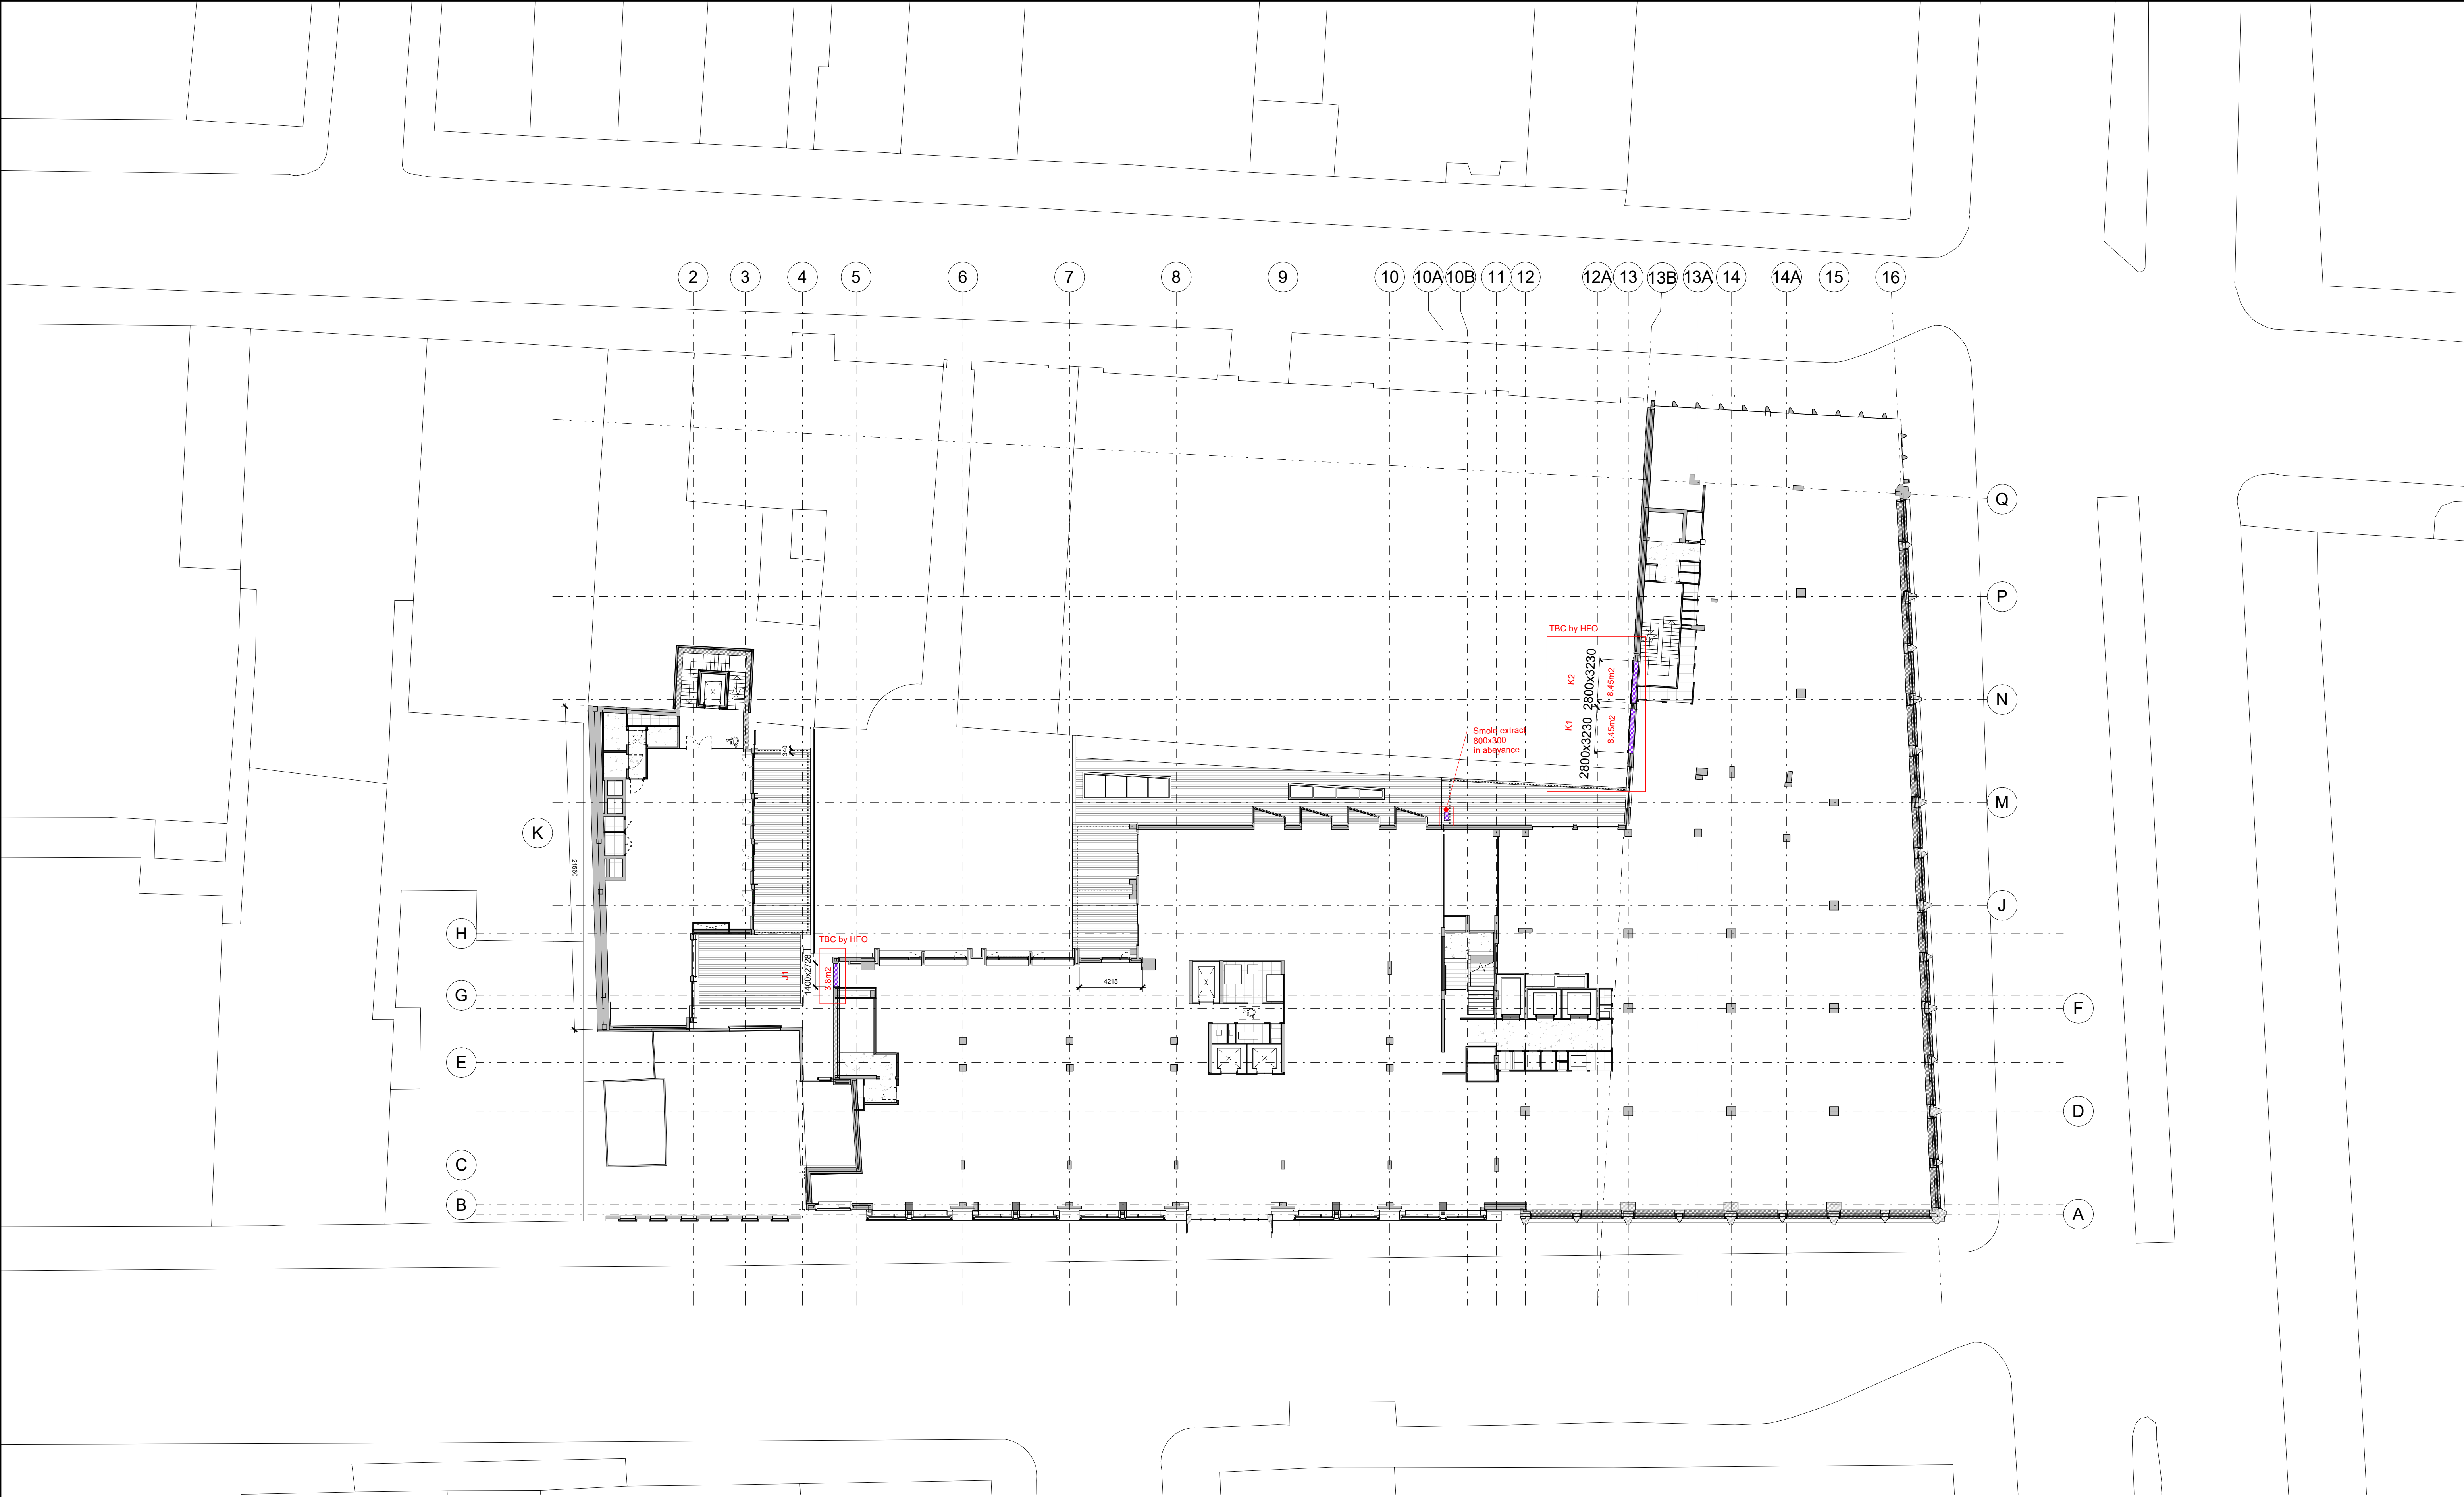 2 3 4 5 6 7 8 9 10 10A 10B 11 12 12A 13 13B 13A 14 14A 15 16
Q
P
TBC by HFO
K2
2800x3230
8.45m2
N
K1
2800x3230
8.45m2
Smole extract
800x300
in abeyance
340
M
K
21560
J
H
TBC by HFO
J1
1400x2728
3.8m2
4215
G
F
E
D
C
B
A